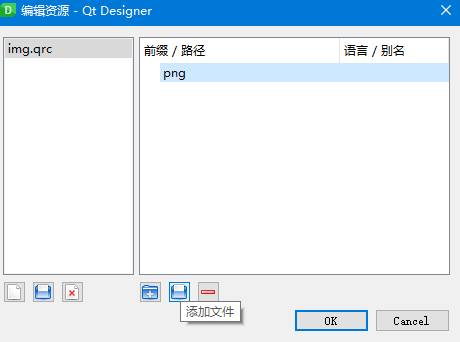 编辑资源 - Qt Designer
img.qrc
前缀 / 路径
语言 / 别名
png
添加文件
OK
Cancel